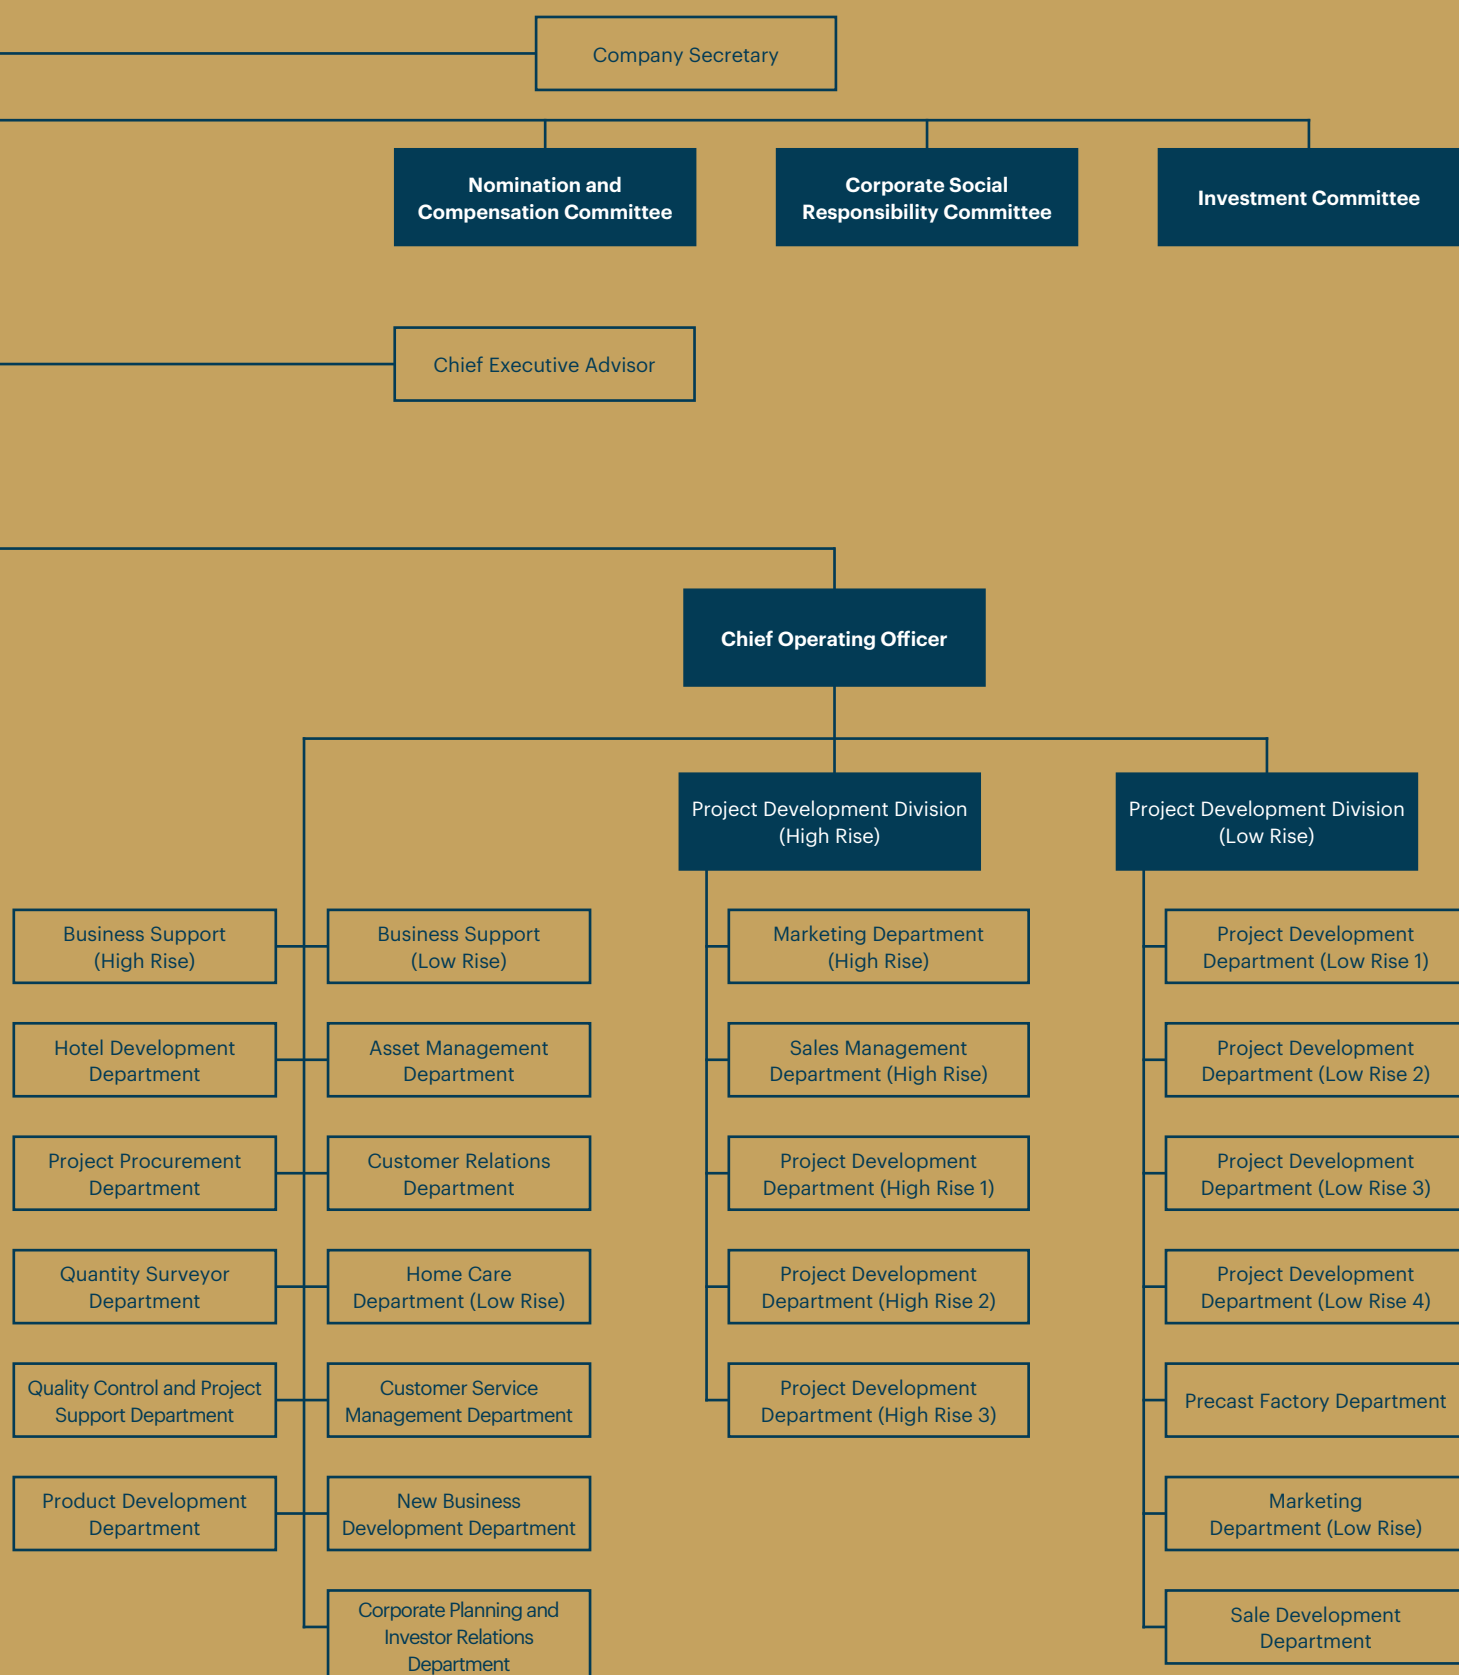 Company Secretary
Nomination and
Compensation Committee
Corporate Social
Responsibility Committee
Investment Committee
Chief Executive Advisor
Chief Operating Officer
Project Development Division
(High Rise)
Project Development Division
(Low Rise)
Business Support
(High Rise)
Business Support
(Low Rise)
Marketing Department
(High Rise)
Project Development
Department (Low Rise 1)
Hotel Development
Department
Asset Management
Department
Sales Management
Department (High Rise)
Project Development
Department (Low Rise 2)
Project Procurement
Department
Customer Relations
Department
Project Development
Department (High Rise 1)
Project Development
Department (Low Rise 3)
Quantity Surveyor
Department
Home Care
Department (Low Rise)
Project Development
Department (High Rise 2)
Project Development
Department (Low Rise 4)
Quality Control and Project
Support Department
Customer Service
Management Department
Project Development
Department (High Rise 3)
Precast Factory Department
Product Development
Department
New Business
Development Department
Marketing
Department (Low Rise)
Corporate Planning and
Investor Relations
Department
Sale Development
Department